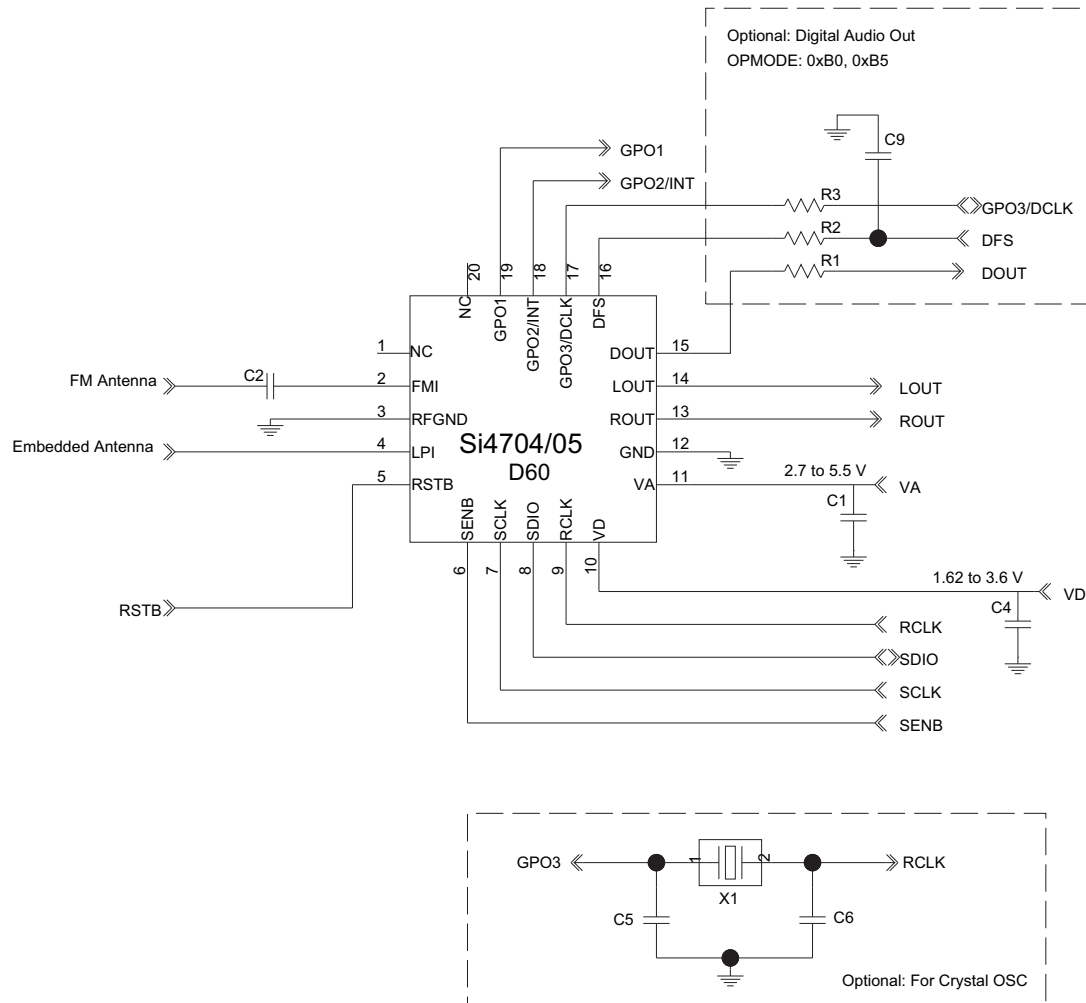 Optional: Digital Audio Out
OPMODE: 0xB0, 0xB5
C9
GPO1
GPO2/INT
R3
GPO3/DCLK
R2
DFS
R1
DOUT
20
19
18
17
16
NC
GPO1
GPO2/INT
GPO3/DCLK
DFS
1
NC
DOUT
15
FM Antenna
C2
2
FMI
LOUT
14
LOUT
3
RFGND
ROUT
13
ROUT
Embedded Antenna
4
LPI
Si4704/05
D60
GND
12
5
RSTB
VA
11
2.7 to 5.5 V
VA
C1
SENB
SCLK
SDIO
RCLK
VD
6
7
8
9
10
1.62 to 3.6 V
VD
C4
RSTB
RCLK
SDIO
SCLK
SENB
GPO3
1
2
RCLK
X1
C5
C6
Optional: For Crystal OSC